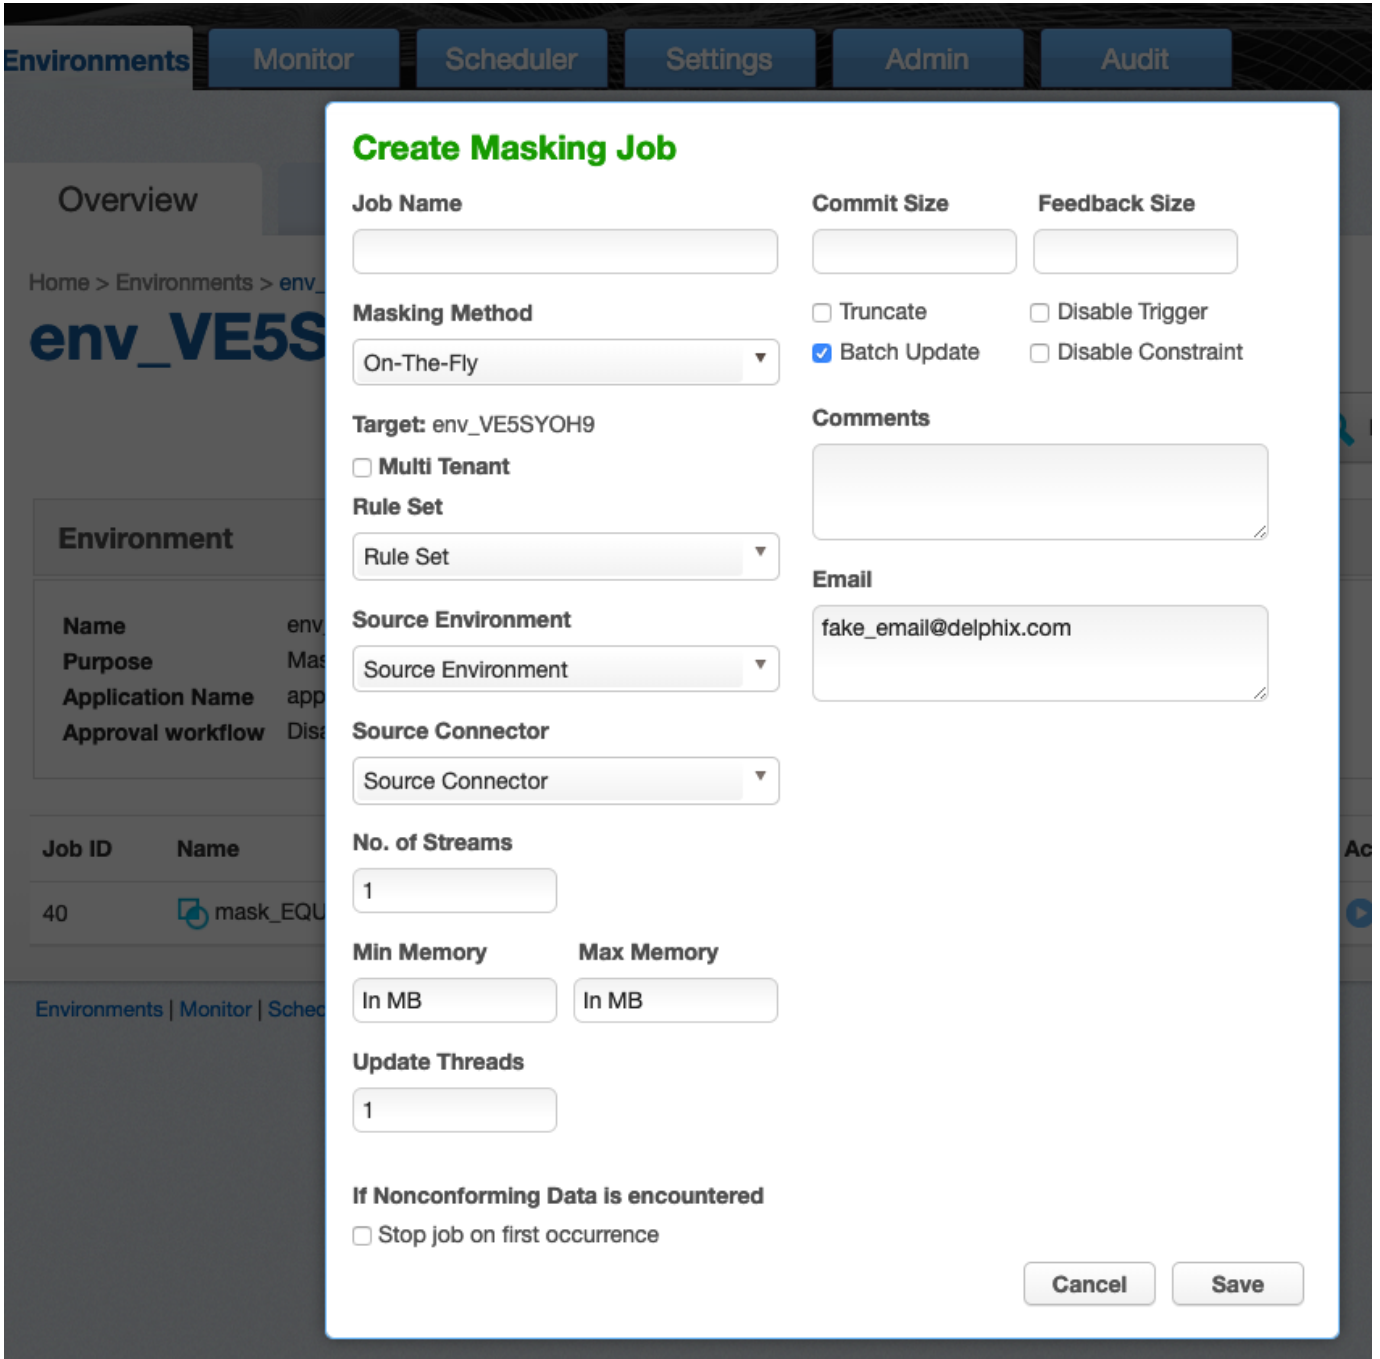 Environments Monitor Scheduler Settings Admin Audit
Overview
Home > Environments > env_
env_VE5S
Environment
Name env_
Purpose Mas
Application Name app
Approval workflow Disa
Job ID Name Ac
40 mask_EQU
Environments | Monitor | Sched
Create Masking Job
Job Name
Masking Method
On-The-Fly
Target: env_VE5SYOH9
Multi Tenant
Rule Set
Rule Set
Source Environment
Source Environment
Source Connector
Source Connector
No. of Streams
1
Min Memory Max Memory
In MB In MB
Update Threads
1
If Nonconforming Data is encountered
Stop job on first occurrence
Commit Size Feedback Size
Truncate Disable Trigger
Batch Update Disable Constraint
Comments
Email
fake_email@delphix.com
Cancel Save